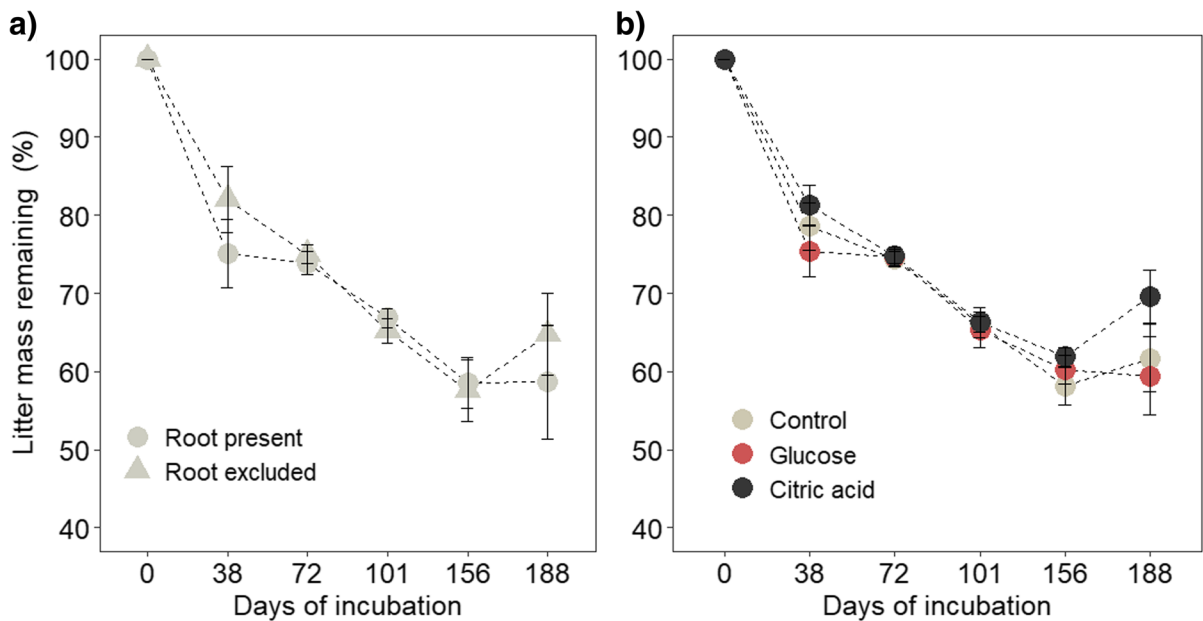 a)
Litter mass remaining (%)
100
90
80
70
60
50
40
Root present
Root excluded
0 38 72 101 156 188
Days of incubation
b)
100
90
80
70
60
50
40
Control
Glucose
Citric acid
0 38 72 101 156 188
Days of incubation